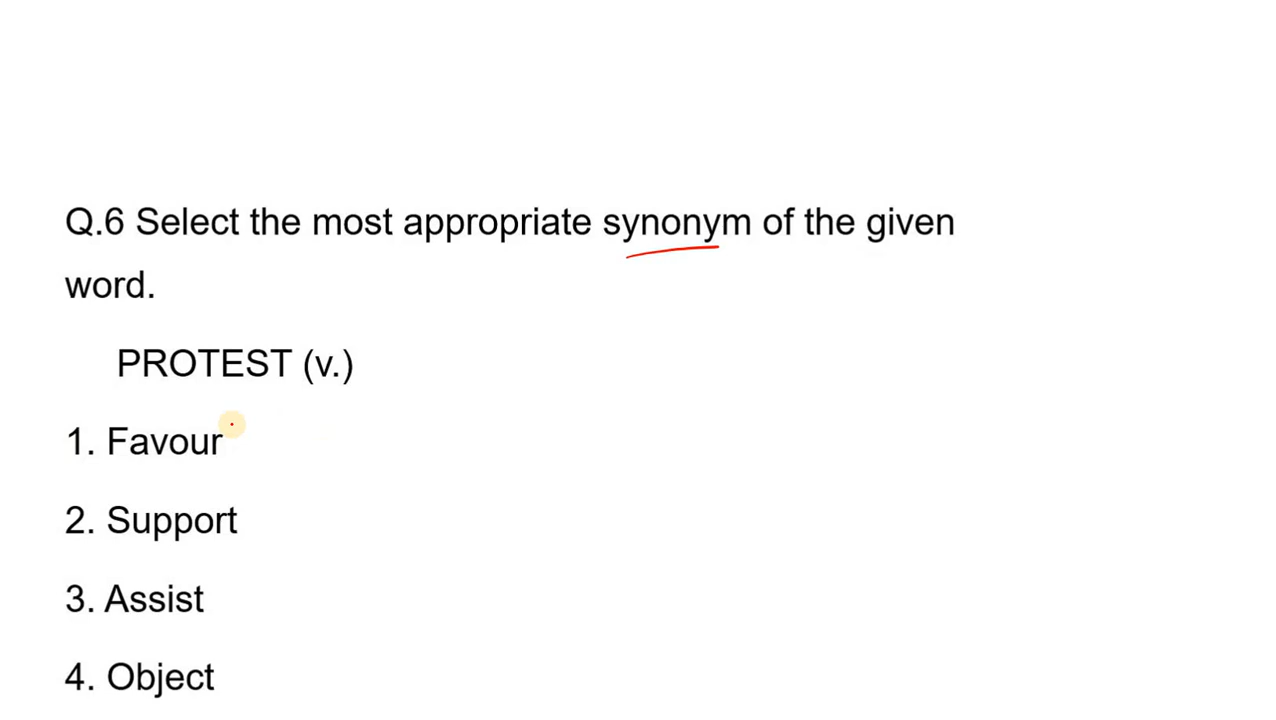 Q.6 Select the most appropriate synonym of the given
word.
PROTEST (v.)
1. Favour
2. Support
3. Assist
4. Object